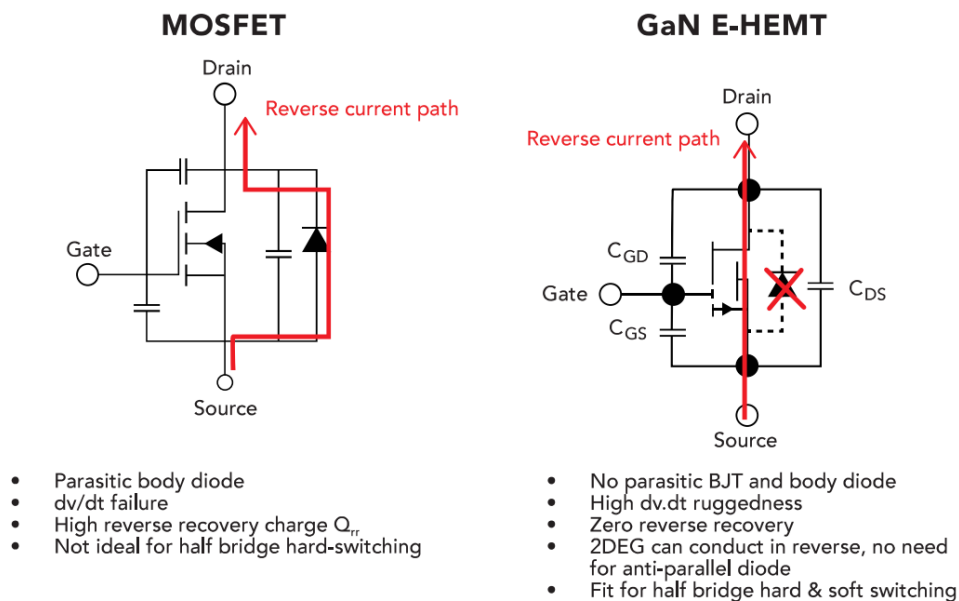 MOSFET
Drain
Reverse current path
Gate
Source
• Parasitic body diode
• dv/dt failure
• High reverse recovery charge Qrr
• Not ideal for half bridge hard-switching
GaN E-HEMT
Drain
Reverse current path
CGD
Gate
CGS
CDS
Source
• No parasitic BJT and body diode
• High dv.dt ruggedness
• Zero reverse recovery
• 2DEG can conduct in reverse, no need
for anti-parallel diode
• Fit for half bridge hard & soft switching